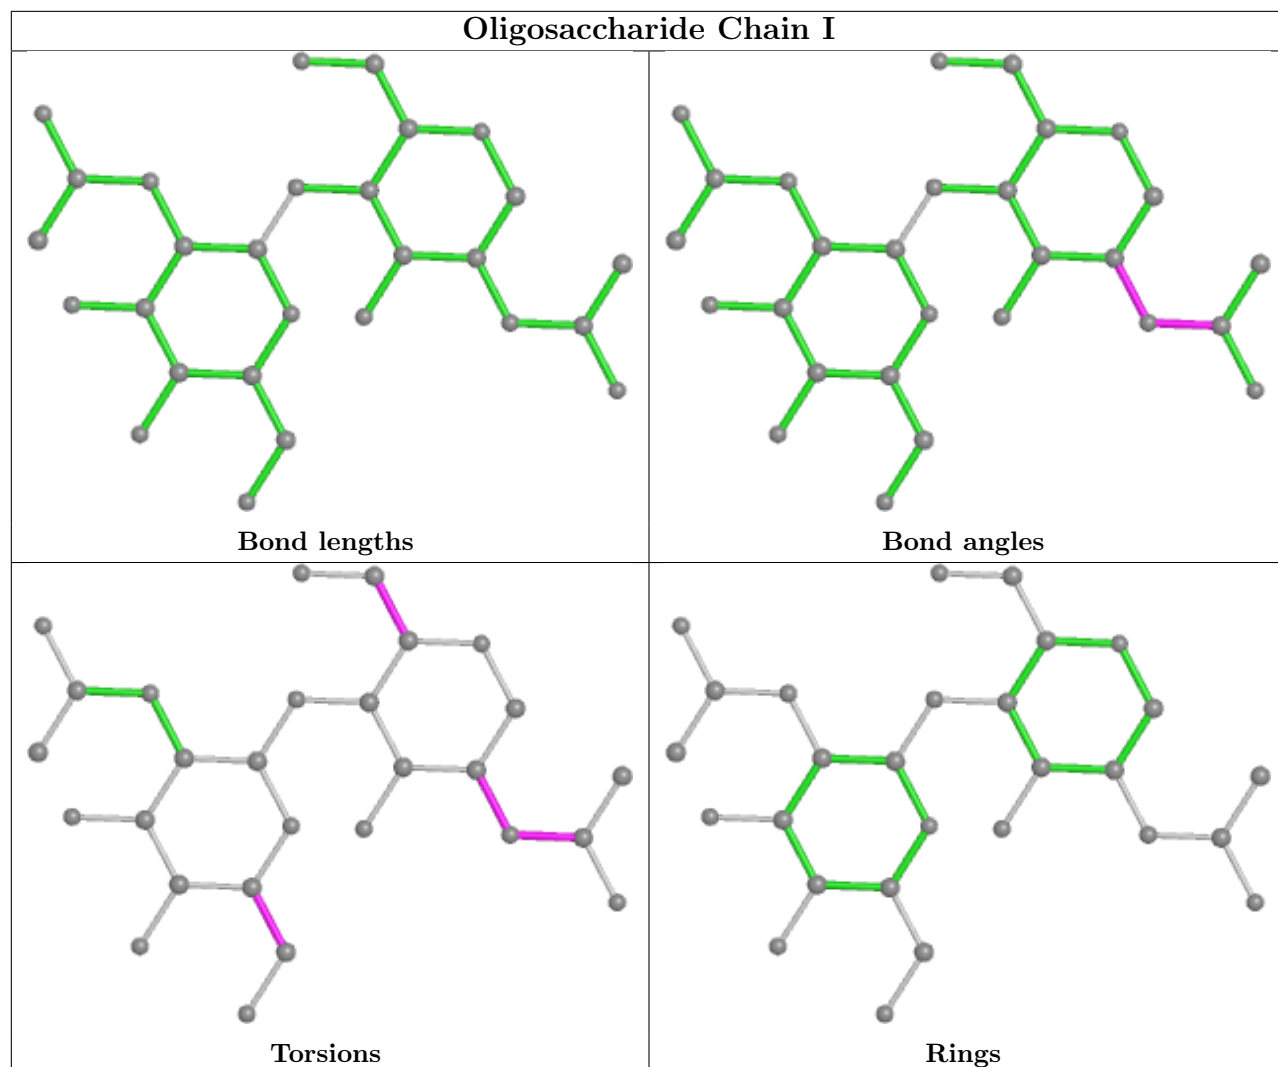 Oligosaccharide Chain I
Bond lengths
Bond angles
Torsions
Rings